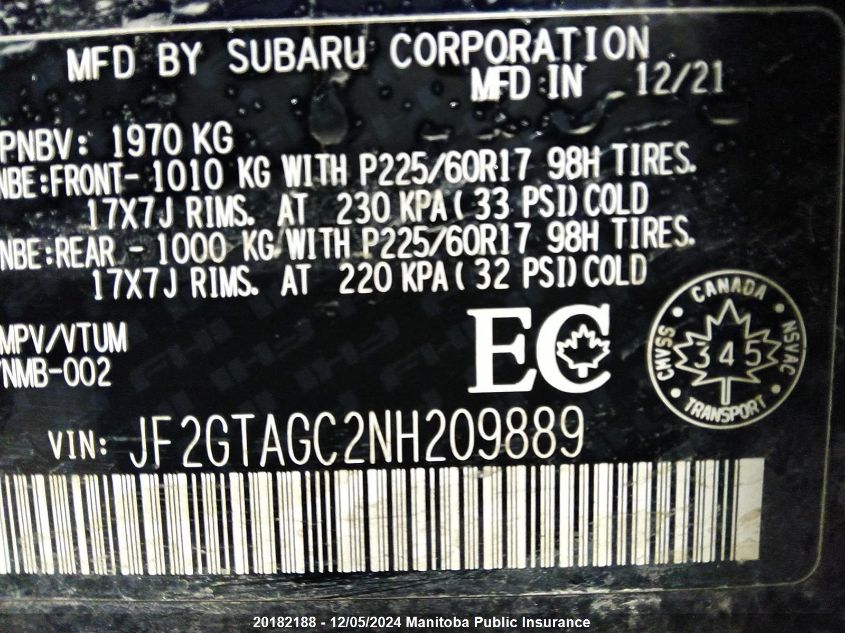 MFD BY SUBARU CORPORATION
MFD IN 12/21
PNBV: 1970 KG
NBE:FRONT- 1010 KG WITH P225/60R17 98H TIRES.
17X7J RIMS. AT 230 KPA( 33 PSI)COLD
NBE:REAR - 1000 KG WITH P225/60R17 98H TIRES.
17X7J RIMS. AT 220 KPA( 32 PSI)COLD
MPV/VTUM
7NMB-002
EC
CANADA
CMVSS 345 NSVAC
TRANSPORT
VIN: JF2GTAGC2NH209889
20182188 - 12/05/2024 Manitoba Public Insurance